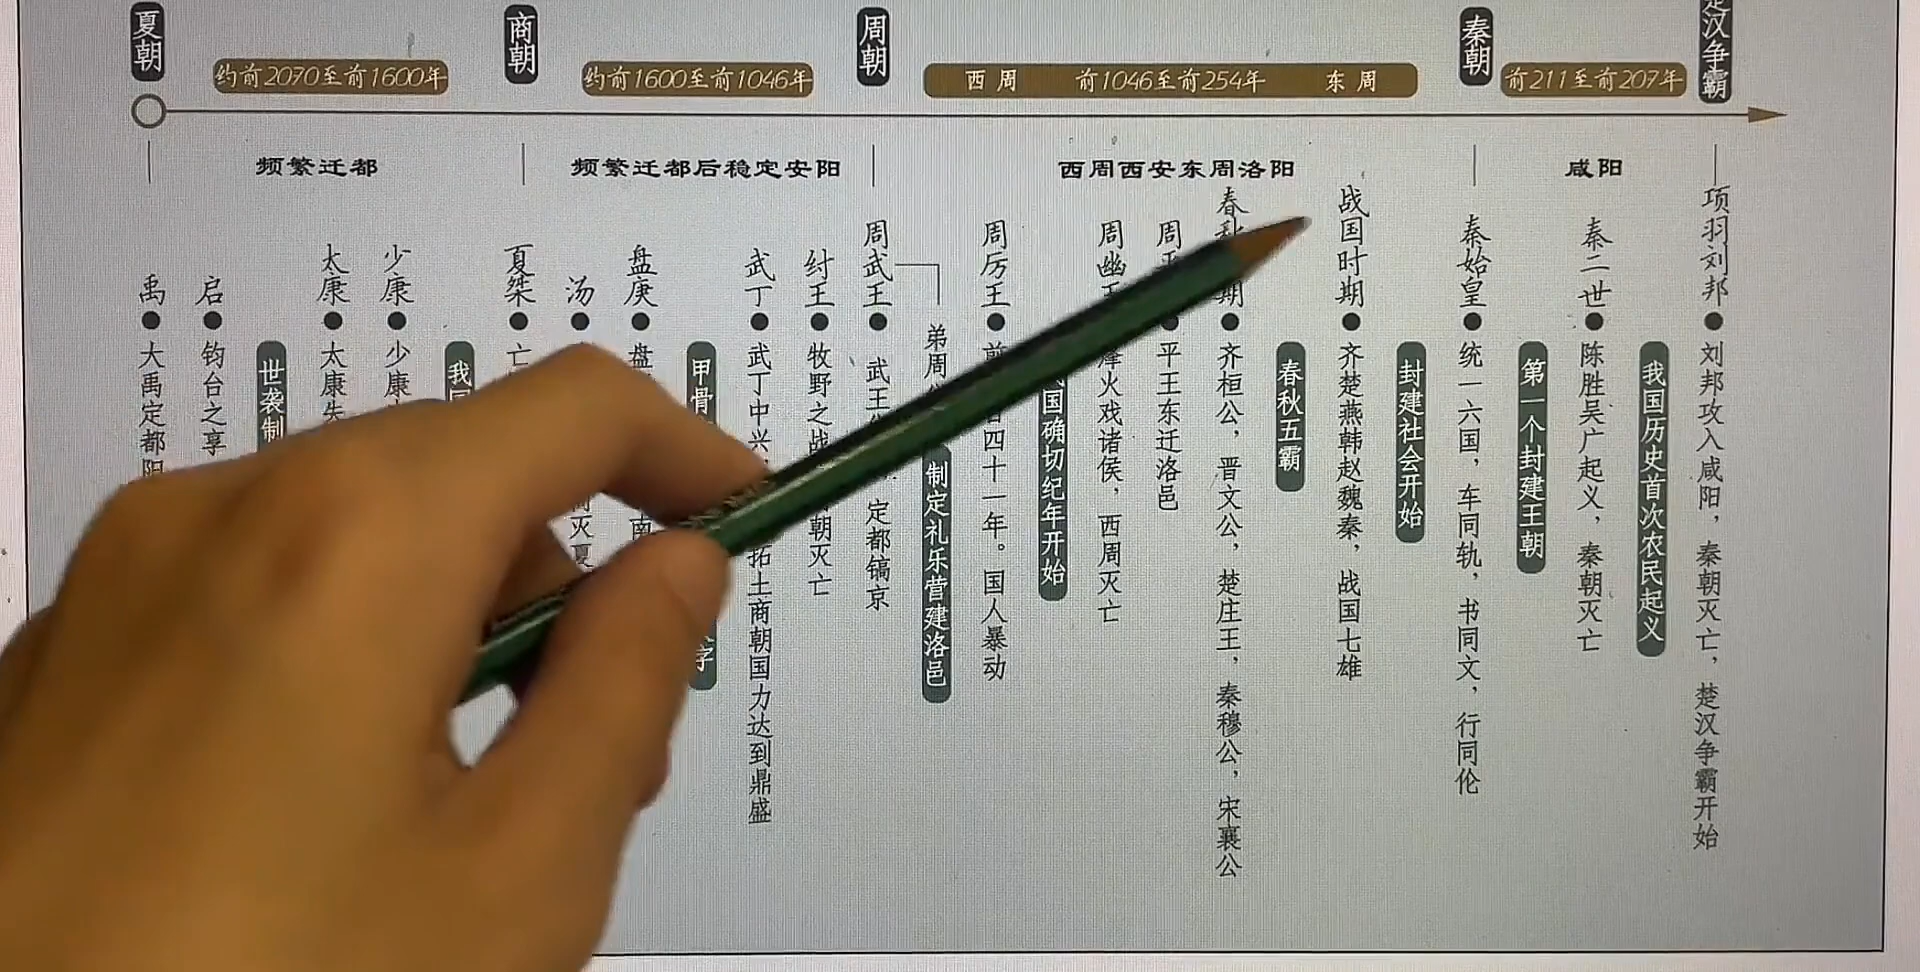 夏朝
约前2070至前1600年
商朝
约前1600至前1046年
周朝
西周 前1046至前254年 东周
秦朝
前211至前207年
汉争霸
频繁迁都
频繁迁都后稳定安阳
西周西安东周洛阳
咸阳
禹
大禹定都阳
启
钧台之享
世袭制
太康
太康失
少康
少康
我
夏桀
亡
汤
灭夏
盘庚
盘
南
甲骨
字
武丁
武丁中兴
拓土商朝国力达到鼎盛
纣王
牧野之战
朝灭亡
周武王
武王
定都镐京
弟周
制定礼乐营建洛邑
周厉王
四十一年。国人暴动
国确切纪年开始
周幽王
烽火戏诸侯，西周灭亡
周
平王东迁洛邑
春秋
期
齐桓公，晋文公，楚庄王，秦穆公，宋襄公
春秋五霸
战国时期
齐楚燕韩赵魏秦，战国七雄
封建社会开始
秦始皇
统一六国，车同轨，书同文，行同伦
第一个封建王朝
秦二世
陈胜吴广起义，秦朝灭亡
我国历史首次农民起义
项羽刘邦
刘邦攻入咸阳，秦朝灭亡，楚汉争霸开始